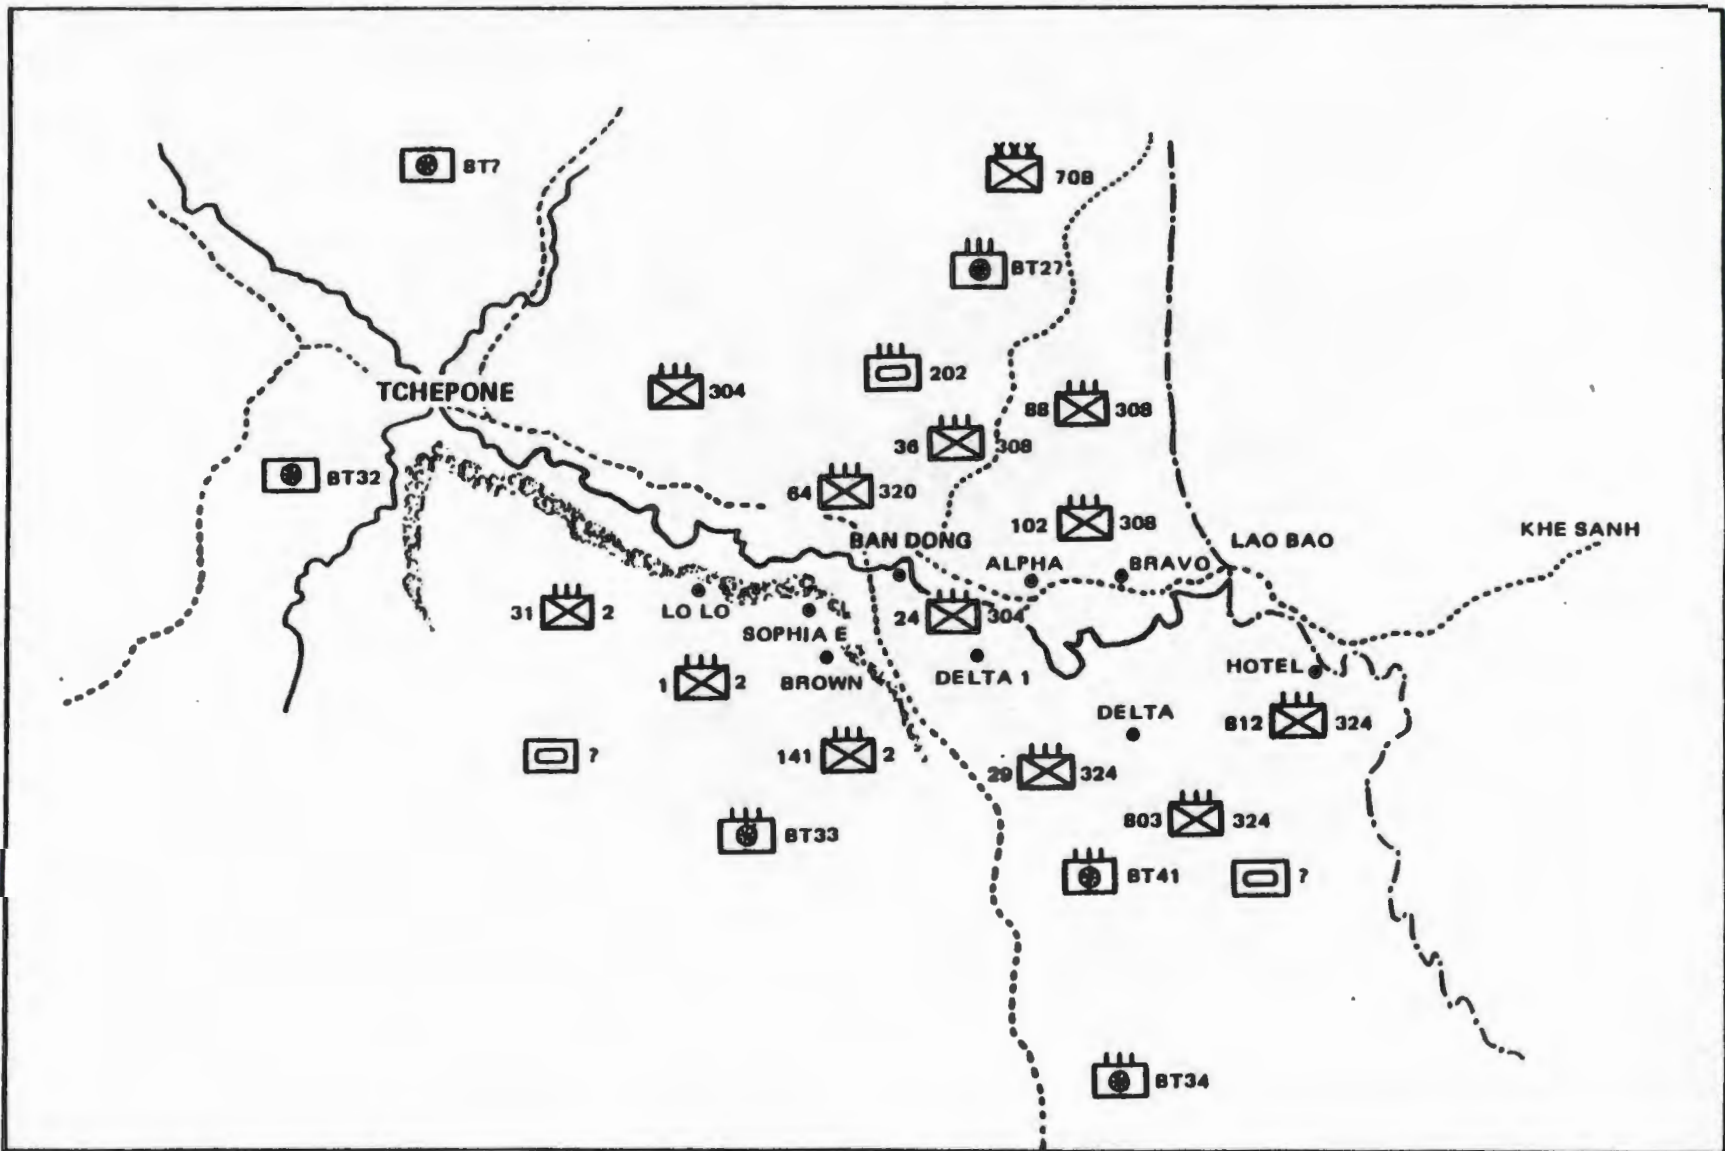 BT?
70B
BT27
202
304
88 308
36 308
TCHEPONE
BT32
64 320
102 308
KHE SANH
BAN DONG
LAO BAO
ALPHA
BRAVO
31 2
LO LO
24 304
SOPHIA E
HOTEL
1 2
BROWN
DELTA 1
DELTA
812 324
?
141 2
29 324
803 324
BT33
BT41
?
BT34